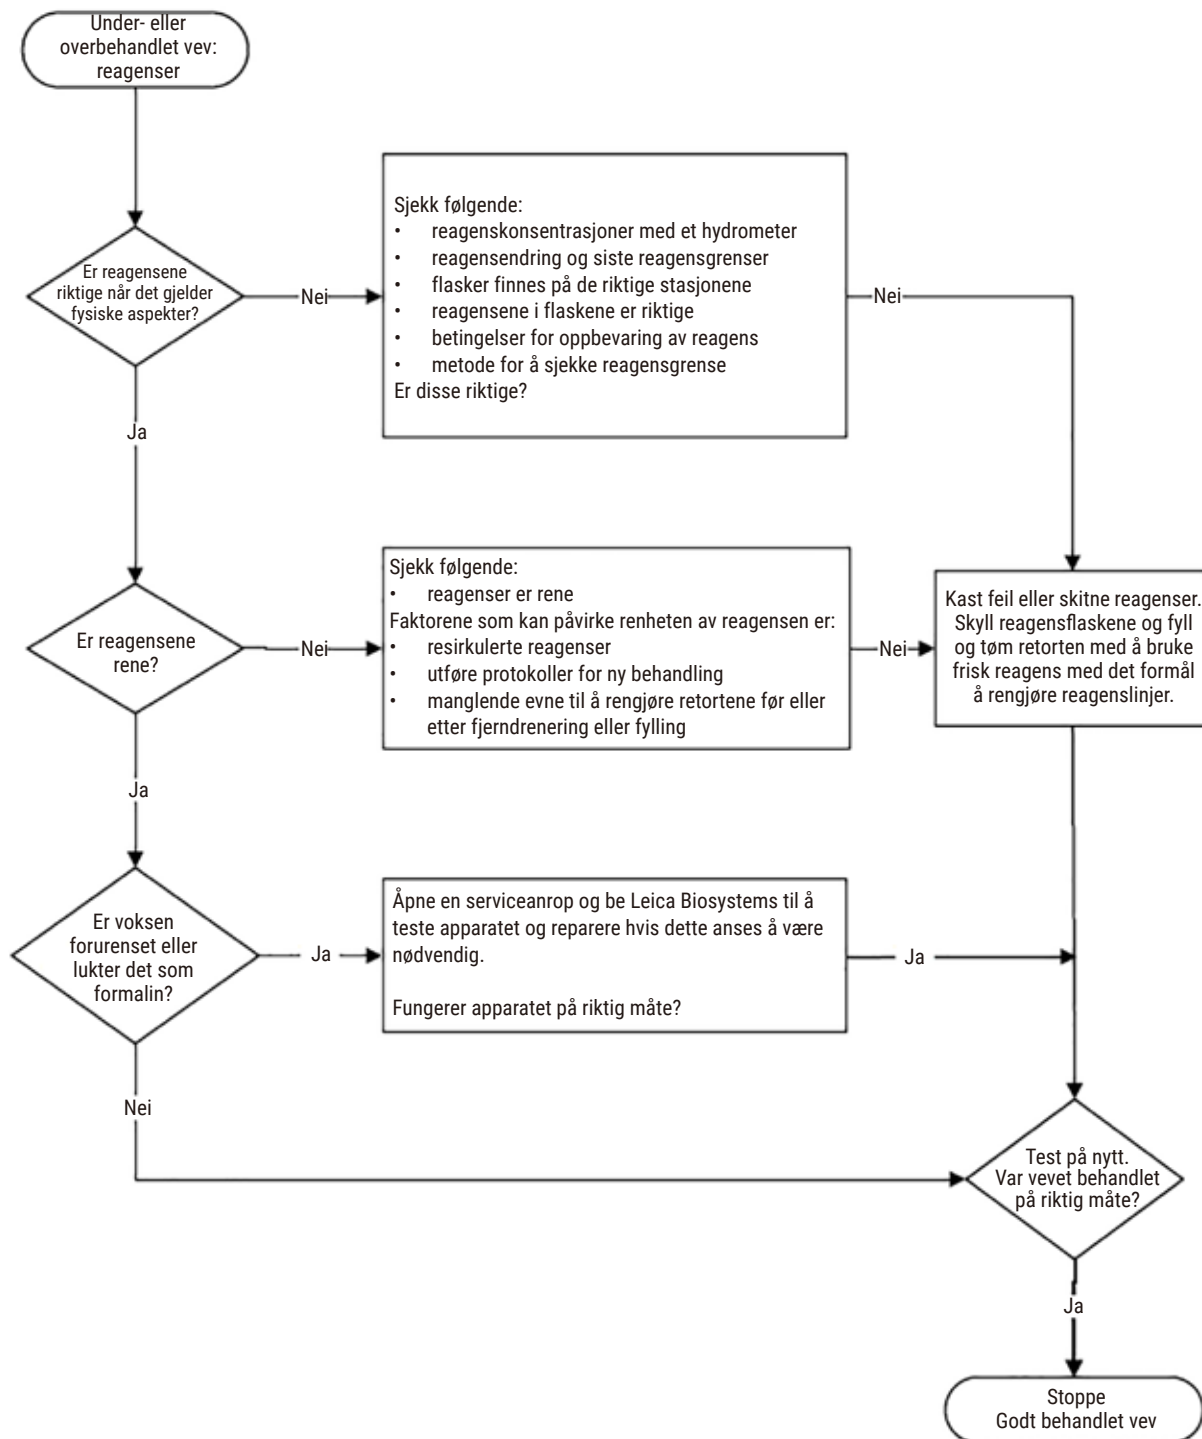 Under- eller
overbehandlet vev:
reagenser
Er reagensene
riktige når det gjelder
fysiske aspekter?
Nei
Sjekk følgende:
• reagenskonsentrasjoner med et hydrometer
• reagensendring og siste reagensgrenser
• flasker finnes på de riktige stasjonene
• reagensene i flaskene er riktige
• betingelser for oppbevaring av reagens
• metode for å sjekke reagensgrense
Er disse riktige?
Nei
Ja
Er reagensene
rene?
Nei
Sjekk følgende:
• reagenser er rene
Faktorene som kan påvirke renheten av reagensen er:
• resirkulerte reagenser
• utføre protokoller for ny behandling
• manglende evne til å rengjøre retortene før eller
etter fjerndrenering eller fylling
Nei
Kast feil eller skitne reagenser.
Skyll reagensflaskene og fyll
og tøm retorten med å bruke
frisk reagens med det formål
å rengjøre reagenslinjer.
Ja
Er voksen
forurenset eller
lukter det som
formalin?
Ja
Åpne en serviceanrop og be Leica Biosystems til å
teste apparatet og reparere hvis dette anses å være
nødvendig.
Fungerer apparatet på riktig måte?
Ja
Nei
Test på nytt.
Var vevet behandlet
på riktig måte?
Ja
Stoppe
Godt behandlet vev